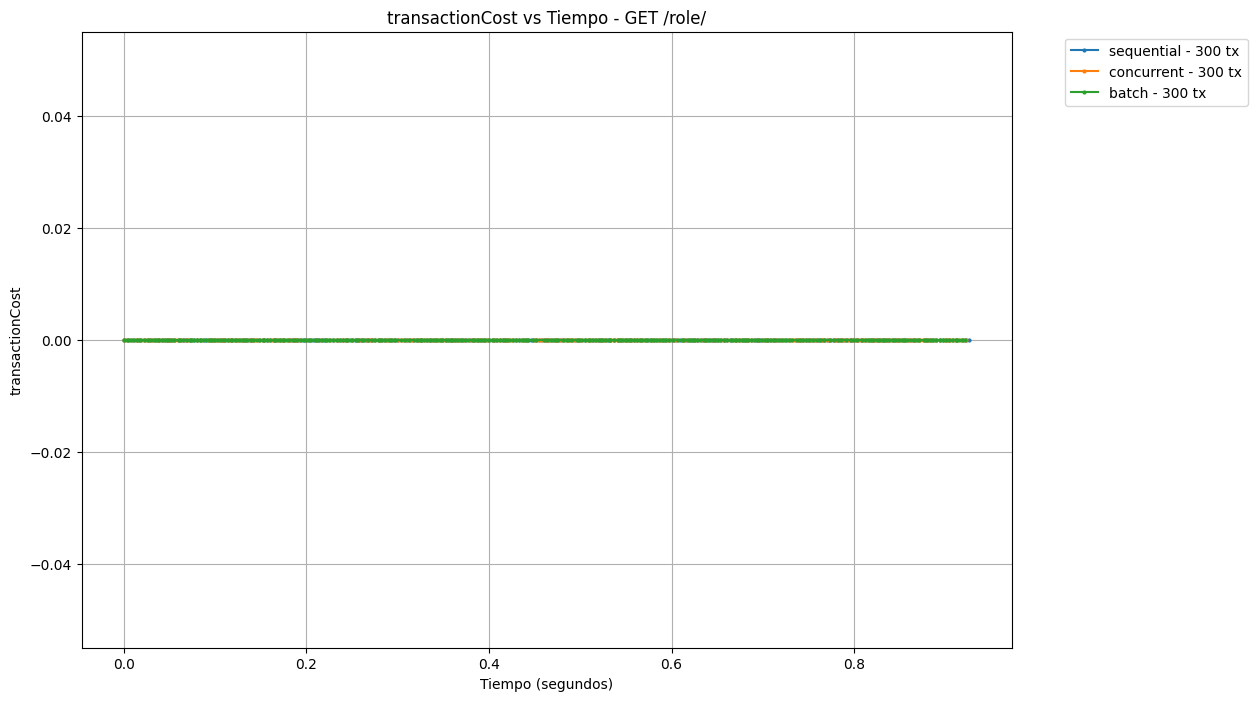 transactionCost vs Tiempo - GET /role/
sequential - 300 tx
concurrent - 300 tx
batch - 300 tx
transactionCost
0.04
0.02
0.00
−0.02
−0.04
0.0 0.2 0.4 0.6 0.8
Tiempo (segundos)